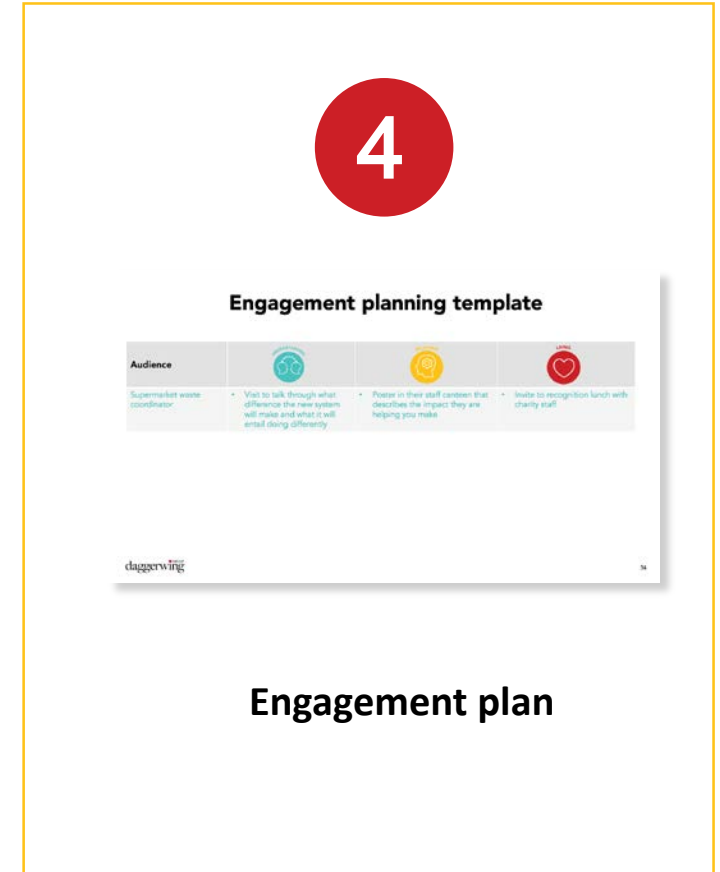 4
Engagement planning template
Audience
LIVING
Supermarket waste
coordinator
• Visit to talk through what
difference the new system
will make and what it will
entail doing differently
• Poster in their staff canteen that
describes the impact they are
helping you make
• Invite to recognition lunch with
charity staff
daggerwing
Engagement plan